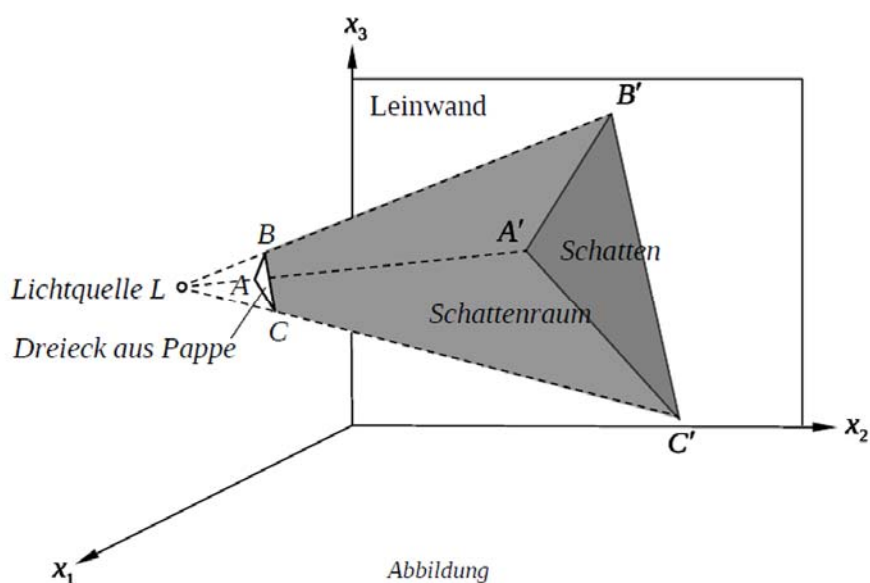 x₃
Leinwand
B′
B
A′
Schatten
Lichtquelle L
A
Schattenraum
C
Dreieck aus Pappe
C′
x₂
x₁
Abbildung